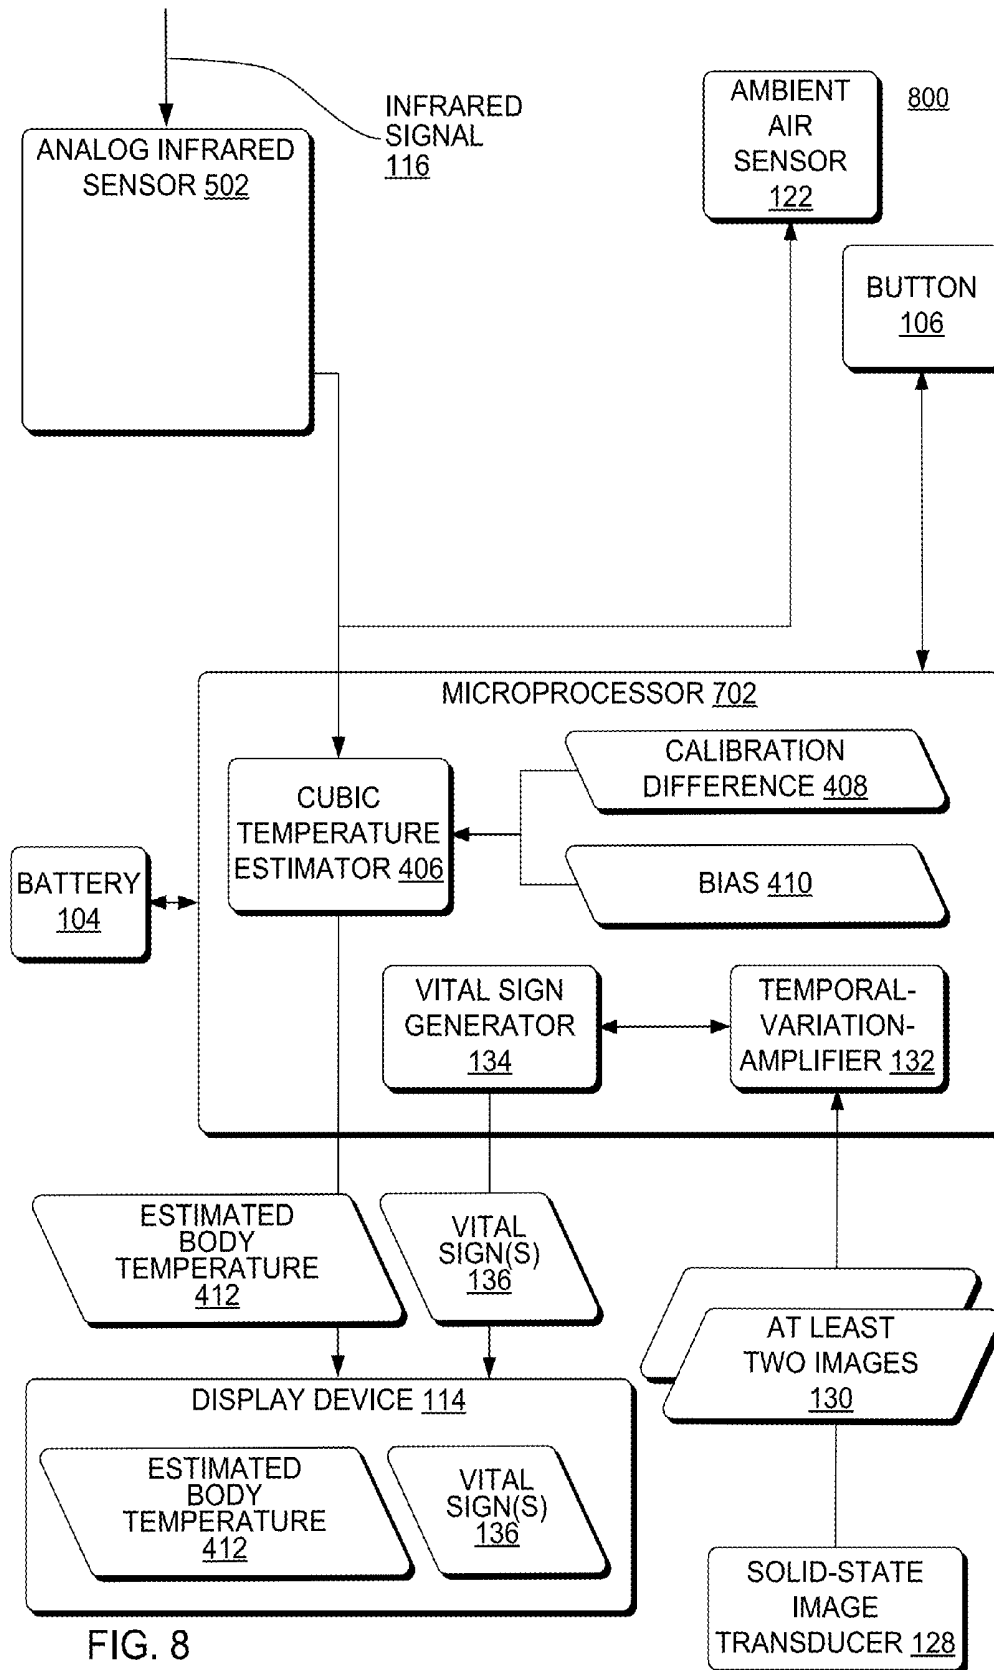 INFRARED
SIGNAL
116
ANALOG INFRARED
SENSOR 502
AMBIENT
AIR
SENSOR
122
800
BUTTON
106
MICROPROCESSOR 702
CUBIC
TEMPERATURE
ESTIMATOR 406
CALIBRATION
DIFFERENCE 408
BIAS 410
BATTERY
104
VITAL SIGN
GENERATOR
134
TEMPORAL-
VARIATION-
AMPLIFIER 132
ESTIMATED
BODY
TEMPERATURE
412
VITAL
SIGN(S)
136
AT LEAST
TWO IMAGES
130
DISPLAY DEVICE 114
ESTIMATED
BODY
TEMPERATURE
412
VITAL
SIGN(S)
136
SOLID-STATE
IMAGE
TRANSDUCER 128
FIG. 8